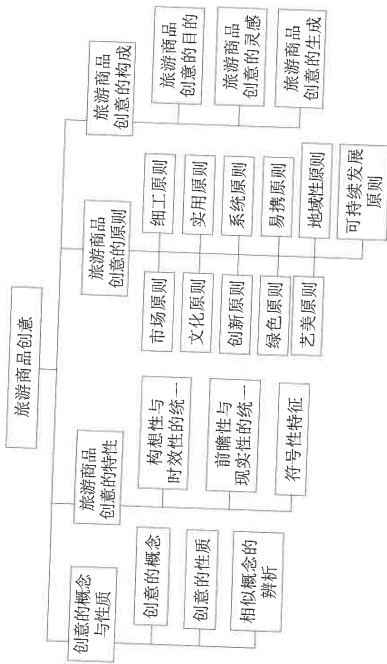 旅游商品创意
创意的概念
与性质
创意的概念
创意的性质
相似概念的
辨析
旅游商品
创意的特性
构想性与
时效性的统一
前瞻性与
现实性的统一
符号性特征
旅游商品
创意的原则
市场原则
细工原则
文化原则
实用原则
创新原则
系统原则
绿色原则
易携原则
艺美原则
地域性原则
可持续发展
原则
旅游商品
创意的构成
旅游商品
创意的目的
旅游商品
创意的灵感
旅游商品
创意的生成